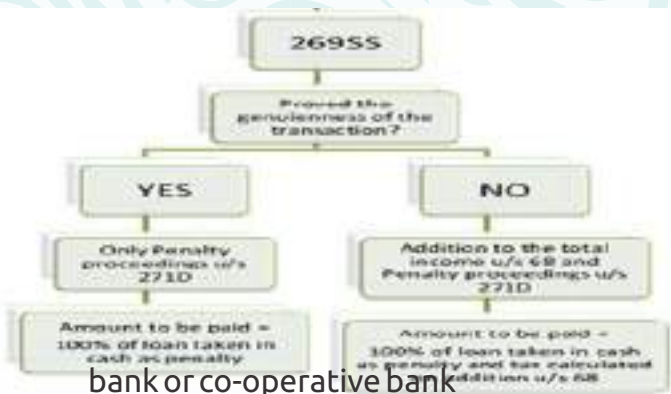 269SS
Proved the
genuienness of the
transaction?
YES
NO
Only Penalty
proceedings u/s
271D
Addition to the total
income u/s 68 and
Penalty proceedings u/s
271D
Amount to be paid =
100% of loan taken in
cash as penalty
Amount to be paid =
100% of loan taken in cash
as penalty and tax calculated
addition u/s 68
bank or co-operative bank